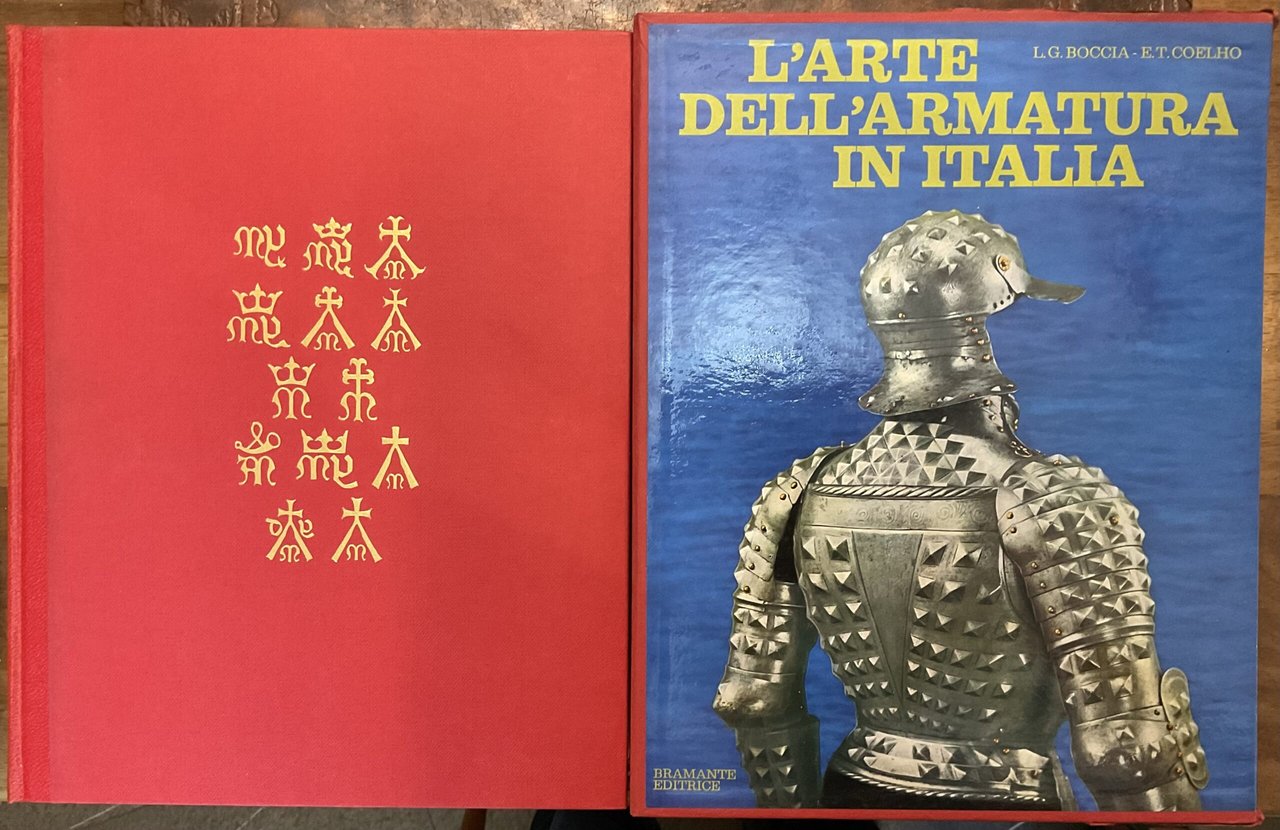 L'ARTE
L. G. BOCCIA - E. T. COELHO
DELL'ARMATURA
IN ITALIA
BRAMANTE
EDITRICE